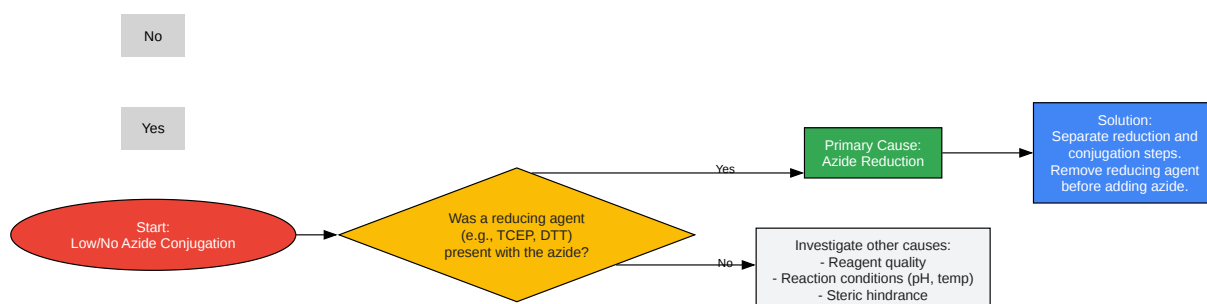 No
Yes
Start:
Low/No Azide Conjugation
Was a reducing agent
(e.g., TCEP, DTT)
present with the azide?
Yes
No
Primary Cause:
Azide Reduction
Solution:
Separate reduction and
conjugation steps.
Remove reducing agent
before adding azide.
Investigate other causes:
- Reagent quality
- Reaction conditions (pH, temp)
- Steric hindrance